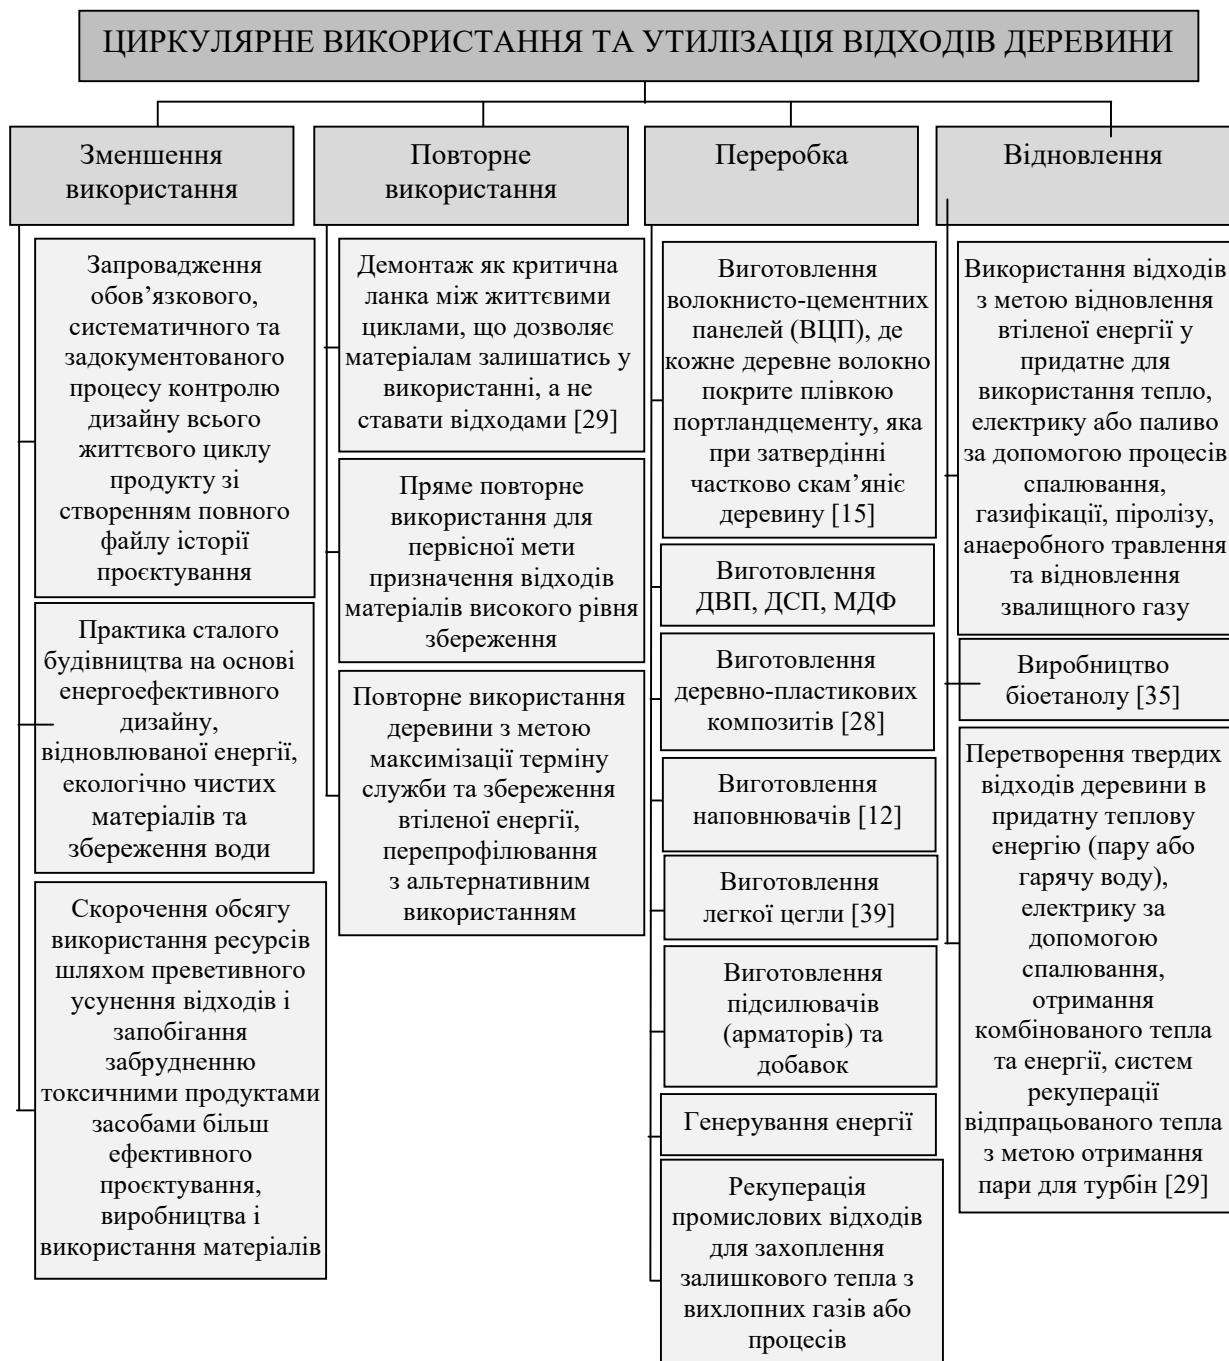 ЦИРКУЛЯРНЕ ВИКОРИСТАННЯ ТА УТИЛІЗАЦІЯ ВІДХОДІВ ДЕРЕВИНИ
Зменшення
використання
Запровадження
обов’язкового,
систематичного та
задокументованого
процесу контролю
дизайну всього
життєвого циклу
продукту зі
створенням повного
файлу історії
проєктування
Практика сталого
будівництва на основі
енергоефективного
дизайну,
відновлюваної енергії,
екологічно чистих
матеріалів та
збереження води
Скорочення обсягу
використання ресурсів
шляхом преветивного
усунення відходів і
запобігання
забрудненню
токсичними продуктами
засобами більш
ефективного
проєктування,
виробництва і
використання матеріалів
Повторне
використання
Демонтаж як критична
ланка між життєвими
циклами, що дозволяє
матеріалам залишатись у
використанні, а не
ставати відходами [29]
Пряме повторне
використання для
первісної мети
призначення відходів
матеріалів високого рівня
збереження
Повторне використання
деревини з метою
максимізації терміну
служби та збереження
втіленої енергії,
перепрофілювання
з альтернативним
використанням
Переробка
Виготовлення
волокнисто-цементних
панелей (ВЦП), де
кожне деревне волокно
покрите плівкою
портландцементу, яка
при затвердінні
частково скам’яніє
деревину [15]
Виготовлення
ДВП, ДСП, МДФ
Виготовлення
деревно-пластикових
композитів [28]
Виготовлення
наповнювачів [12]
Виготовлення
легкої цегли [39]
Виготовлення
підсилювачів
(арматорів) та
добавок
Генерування енергії
Рекуперація
промислових відходів
для захоплення
залишкового тепла з
вихлопних газів або
процесів
Відновлення
Використання відходів
з метою відновлення
втіленої енергії у
придатне для
використання тепло,
електрику або паливо
за допомогою процесів
спалювання,
газифікації, піролізу,
анаеробного травлення
та відновлення
звалищного газу
Виробництво
біоетанолу [35]
Перетворення твердих
відходів деревини в
придатну теплову
енергію (пару або
гарячу воду),
електрику за
допомогою
спалювання,
отримання
комбінованого тепла
та енергії, систем
рекуперації
відпрацьованого тепла
з метою отримання
пари для турбін [29]